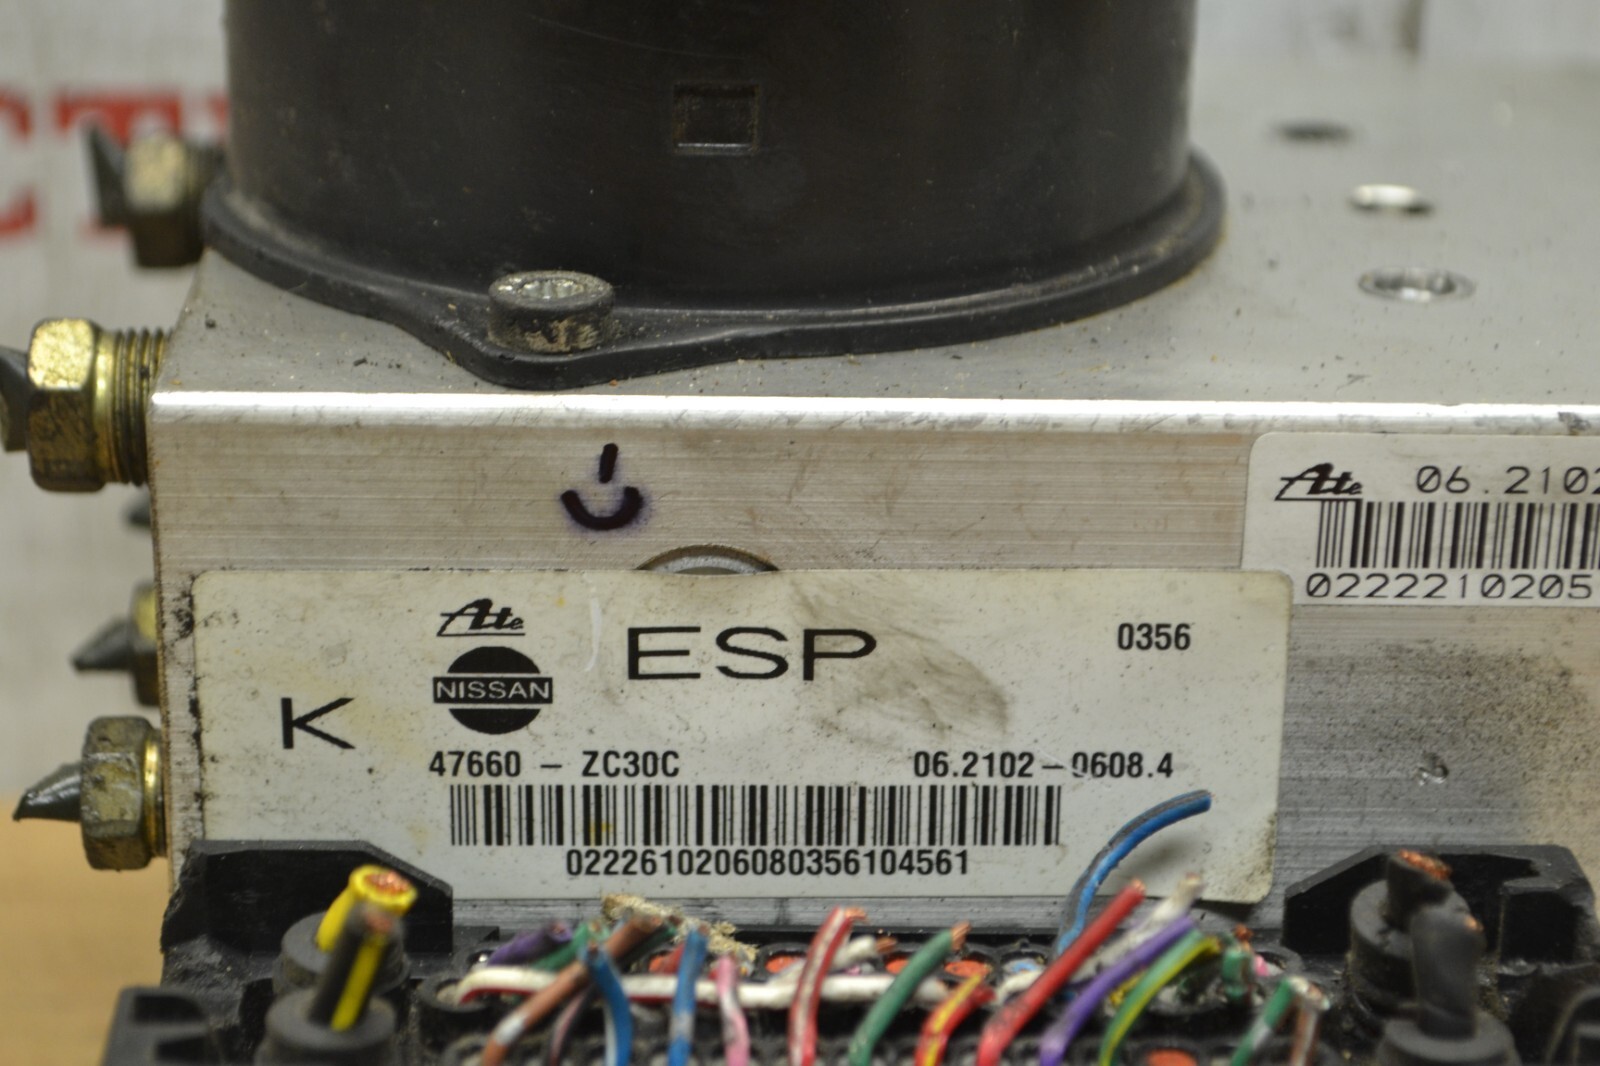 Ate 06.2102
0222210205
Ate
NISSAN
ESP
0356
K
47660 – ZC30C
06.2102–0608.4
0222610206080356104561